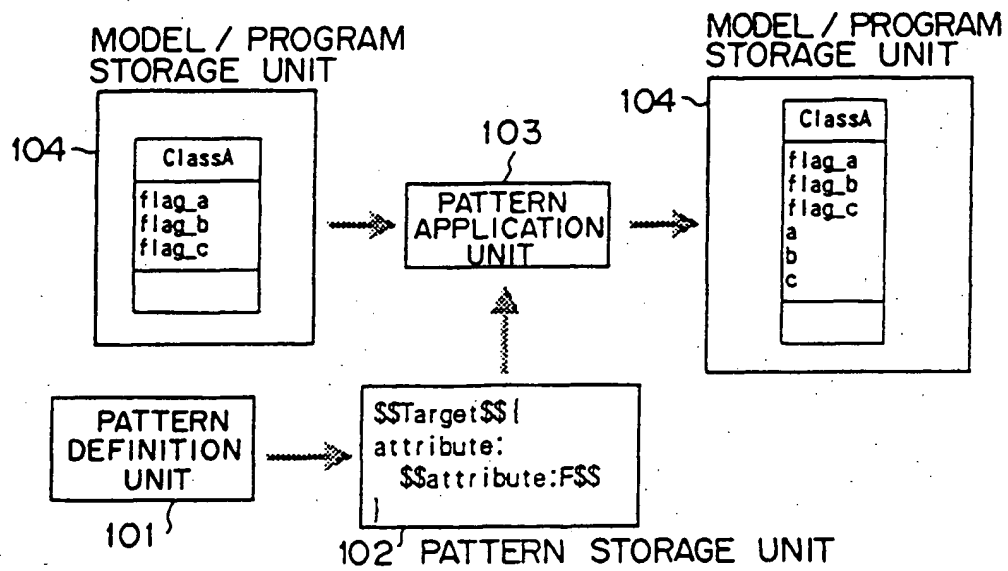 MODEL / PROGRAM
STORAGE UNIT
104
ClassA
flag_a
flag_b
flag_c
103
PATTERN
APPLICATION
UNIT
MODEL / PROGRAM
STORAGE UNIT
104
ClassA
flag_a
flag_b
flag_c
a
b
c
PATTERN
DEFINITION
UNIT
101
$$Target$${
attribute:
$$attribute:F$$
}
102 PATTERN STORAGE UNIT